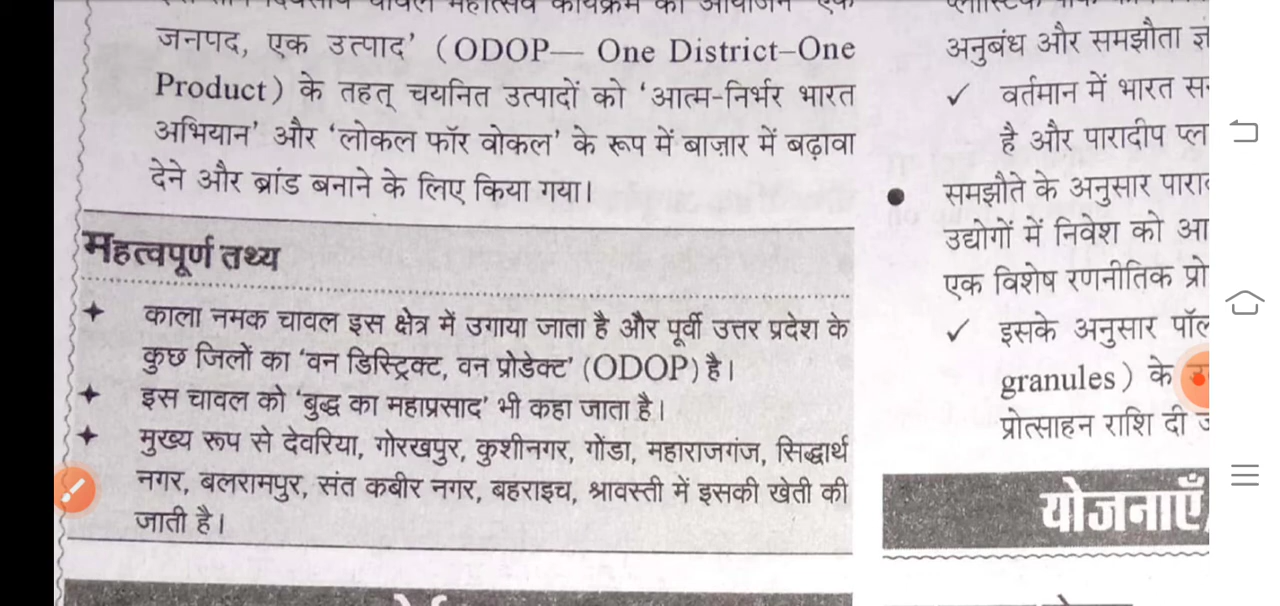 जनपद, एक उत्पाद' (ODOP— One District–One
Product) के तहत् चयनित उत्पादों को 'आत्म-निर्भर भारत
अभियान' और 'लोकल फॉर वोकल' के रूप में बाज़ार में बढ़ावा
देने और ब्रांड बनाने के लिए किया गया।
महत्वपूर्ण तथ्य
काला नमक चावल इस क्षेत्र में उगाया जाता है और पूर्वी उत्तर प्रदेश के
कुछ जिलों का 'वन डिस्ट्रिक्ट, वन प्रोडेक्ट' (ODOP) है।
इस चावल को 'बुद्ध का महाप्रसाद' भी कहा जाता है।
मुख्य रूप से देवरिया, गोरखपुर, कुशीनगर, गोंडा, महाराजगंज, सिद्धार्थ
नगर, बलरामपुर, संत कबीर नगर, बहराइच, श्रावस्ती में इसकी खेती की
जाती है।
अनुबंध और समझौता
✓ वर्तमान में भारत
है और पारादीप
● समझौते के अनुसार
उद्योगों में निवेश को
एक विशेष रणनीतिक
✓ इसके अनुसार
granules) के
प्रोत्साहन राशि दी
योजनाएँ